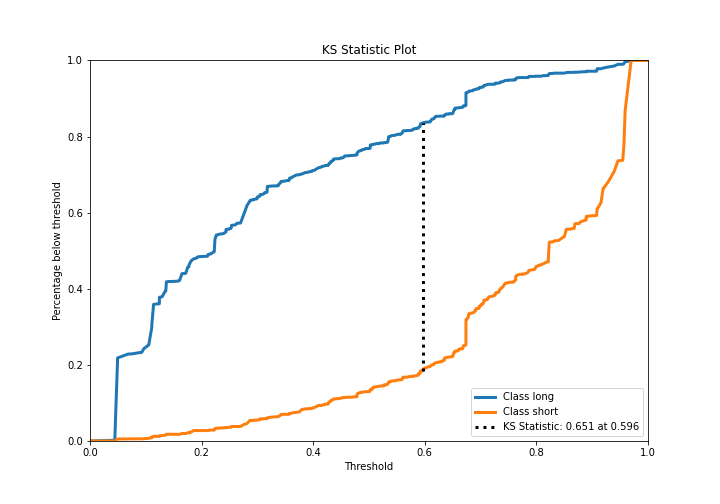 KS Statistic Plot
Percentage below threshold
1.0
0.8
0.6
0.4
0.2
0.0
0.0 0.2 0.4 0.6 0.8 1.0
Threshold
Class long
Class short
KS Statistic: 0.651 at 0.596